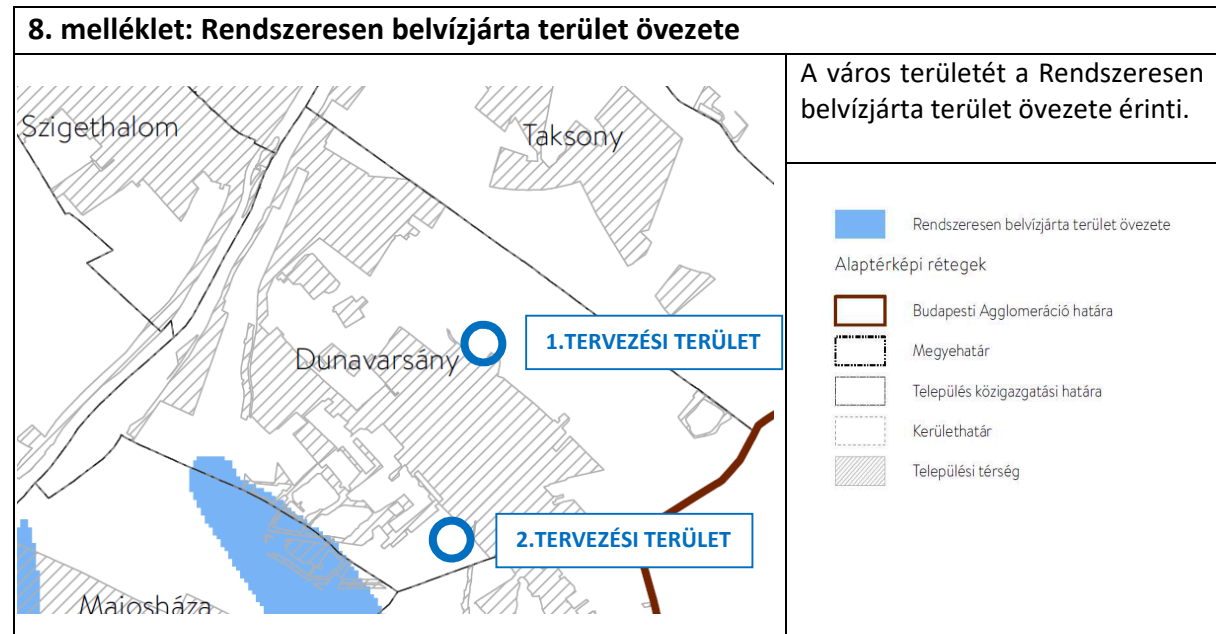 8. melléklet: Rendszeresen belvízjárta terület övezete
A város területét a Rendszeresen
belvízjárta terület övezete érinti.
Szigethalom
Taksony
Dunavarsány
1.TERVEZÉSI TERÜLET
2.TERVEZÉSI TERÜLET
Majosháza
Rendszeresen belvízjárta terület övezete
Alaptérképi rétegek
Budapesti Agglomeráció határa
Megyehatár
Település közigazgatási határa
Kerülethatár
Települési térség